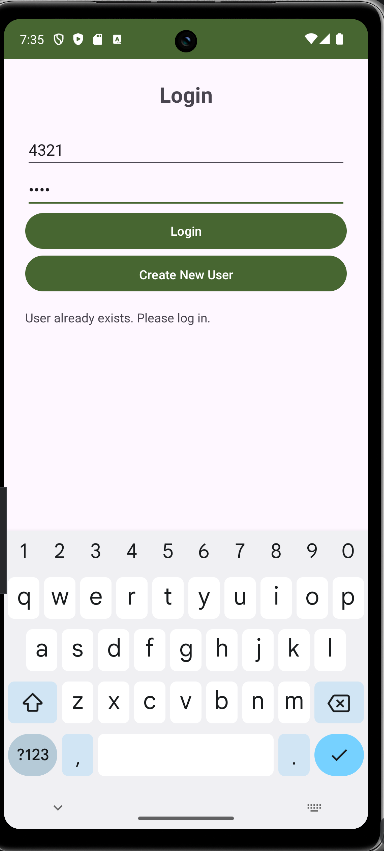 7:35
Login
4321
••••
Login
Create New User
User already exists. Please log in.
1 2 3 4 5 6 7 8 9 0
q w e r t y u i o p
a s d f g h j k l
z x c v b n m
?123 , .